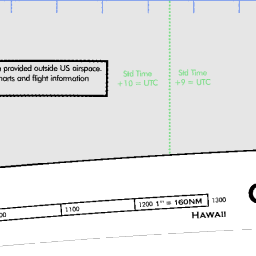 provided outside US airspace.
harts and flight information
Std Time
+10 = UTC
Std Time
+9 = UTC
00
1100
1200
1" = 160NM
1300
HAWAII